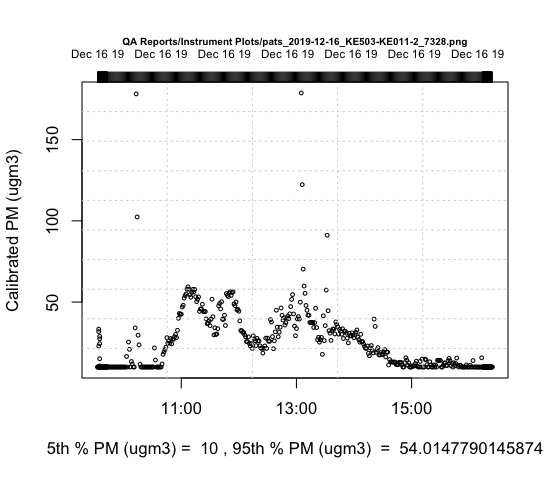 QA Reports/Instrument Plots/pats_2019-12-16_KE503-KE011-2_7328.png
Dec 16 19 Dec 16 19 Dec 16 19 Dec 16 19 Dec 16 19 Dec 16 19 Dec 16 19
Calibrated PM (ugm3)
150
100
50
11:00 13:00 15:00
5th % PM (ugm3) = 10 , 95th % PM (ugm3) = 54.0147790145874